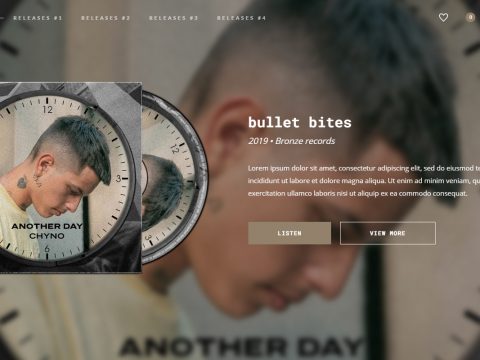 RELEASES #1
RELEASES #2
RELEASES #3
RELEASES #4
0
12
3
6
ANOTHER DAY
CHYNO
bullet bites
2019 • Bronze records
Lorem ipsum dolor sit amet, consectetur adipiscing elit, sed do eiusmod te
incididunt ut labore et dolore magna aliqua. Ut enim ad minim veniam, qu
exercitation ullamco laboris nisi ut aliquip ex ea commodo consequat.
LISTEN
VIEW MORE
ANOTHER DAY